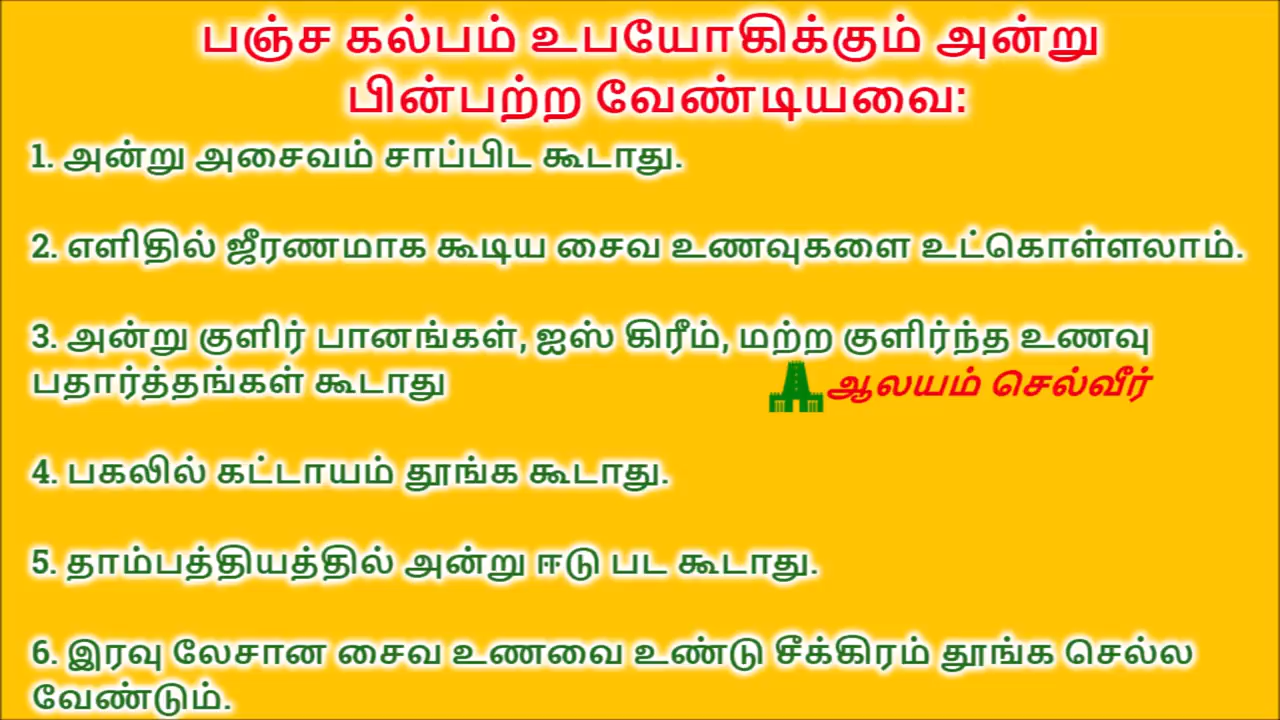 பஞ்ச கல்பம் உபயோகிக்கும் அன்று
பின்பற்ற வேண்டியவை:
1. அன்று அசைவம் சாப்பிட கூடாது.
2. எளிதில் ஜீரணமாக கூடிய சைவ உணவுகளை உட்கொள்ளலாம்.
3. அன்று குளிர் பானங்கள், ஐஸ் கிரீம், மற்ற குளிர்ந்த உணவு
பதார்த்தங்கள் கூடாது
ஆலயம் செல்வீர்
4. பகலில் கட்டாயம் தூங்க கூடாது.
5. தாம்பத்தியத்தில் அன்று ஈடு பட கூடாது.
6. இரவு லேசான சைவ உணவை உண்டு சீக்கிரம் தூங்க செல்ல
வேண்டும்.